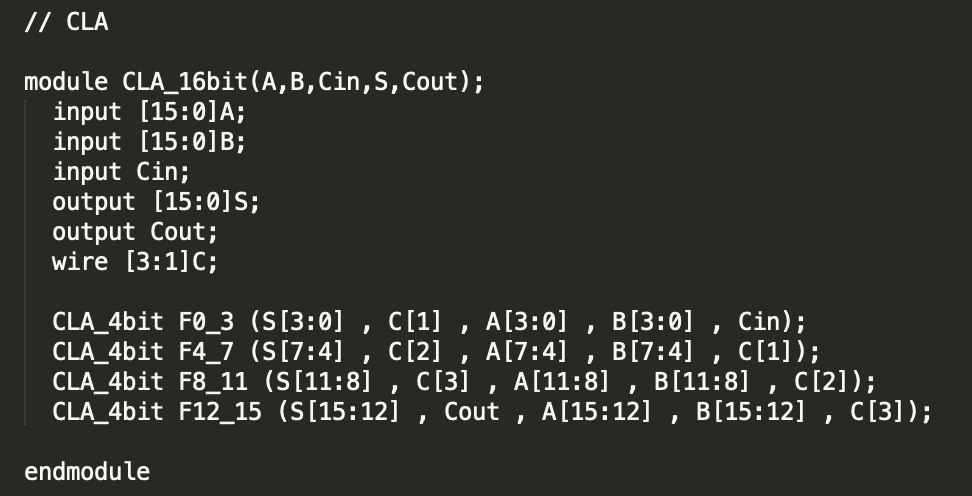 // CLA
module CLA_16bit(A,B,Cin,S,Cout);
input [15:0]A;
input [15:0]B;
input Cin;
output [15:0]S;
output Cout;
wire [3:1]C;
CLA_4bit F0_3 (S[3:0] , C[1] , A[3:0] , B[3:0] , Cin);
CLA_4bit F4_7 (S[7:4] , C[2] , A[7:4] , B[7:4] , C[1]);
CLA_4bit F8_11 (S[11:8] , C[3] , A[11:8] , B[11:8] , C[2]);
CLA_4bit F12_15 (S[15:12] , Cout , A[15:12] , B[15:12] , C[3]);
endmodule